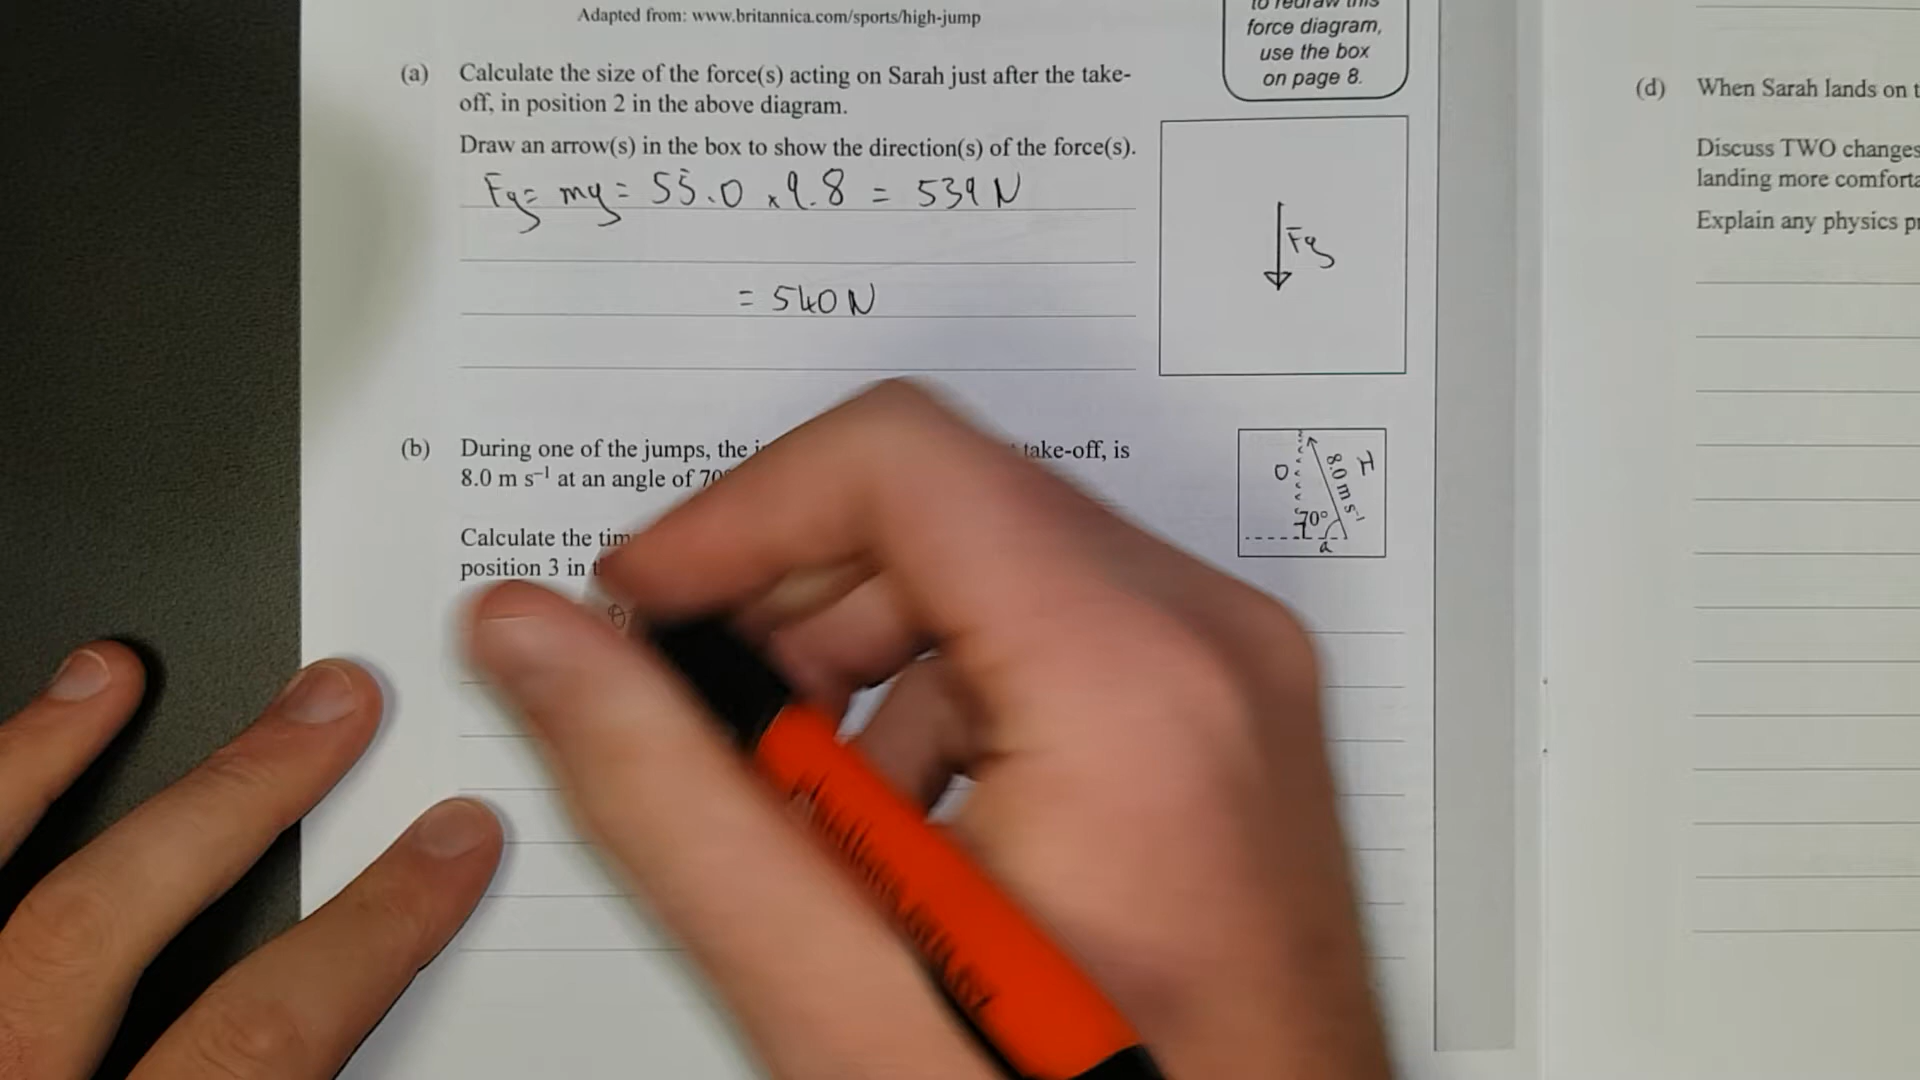 Adapted from: www.britannica.com/sports/high-jump
to redraw this
force diagram,
use the box
on page 8.
(a) Calculate the size of the force(s) acting on Sarah just after the take-
off, in position 2 in the above diagram.
Draw an arrow(s) in the box to show the direction(s) of the force(s).
Fg = mg = 55.0 × 9.8 = 539 N
= 540 N
Fg
(b) During one of the jumps, the
take-off, is
8.0 m s⁻¹ at an angle of 70°
Calculate the
position 3 in
θ
O
8.0 m s⁻¹
H
70°
a
(d) When Sarah lands on
Discuss TWO changes
landing more
Explain any physics